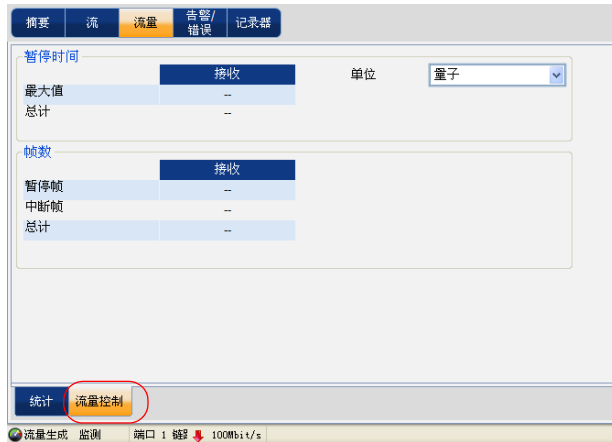 摘要 流 流量 告警/错误 记录器
暂停时间
接收 单位 量子
最大值 --
总计 --
帧数
接收
暂停帧 --
中断帧 --
总计 --
统计 流量控制
流量生成 监测 端口 1 链路 100Mbit/s